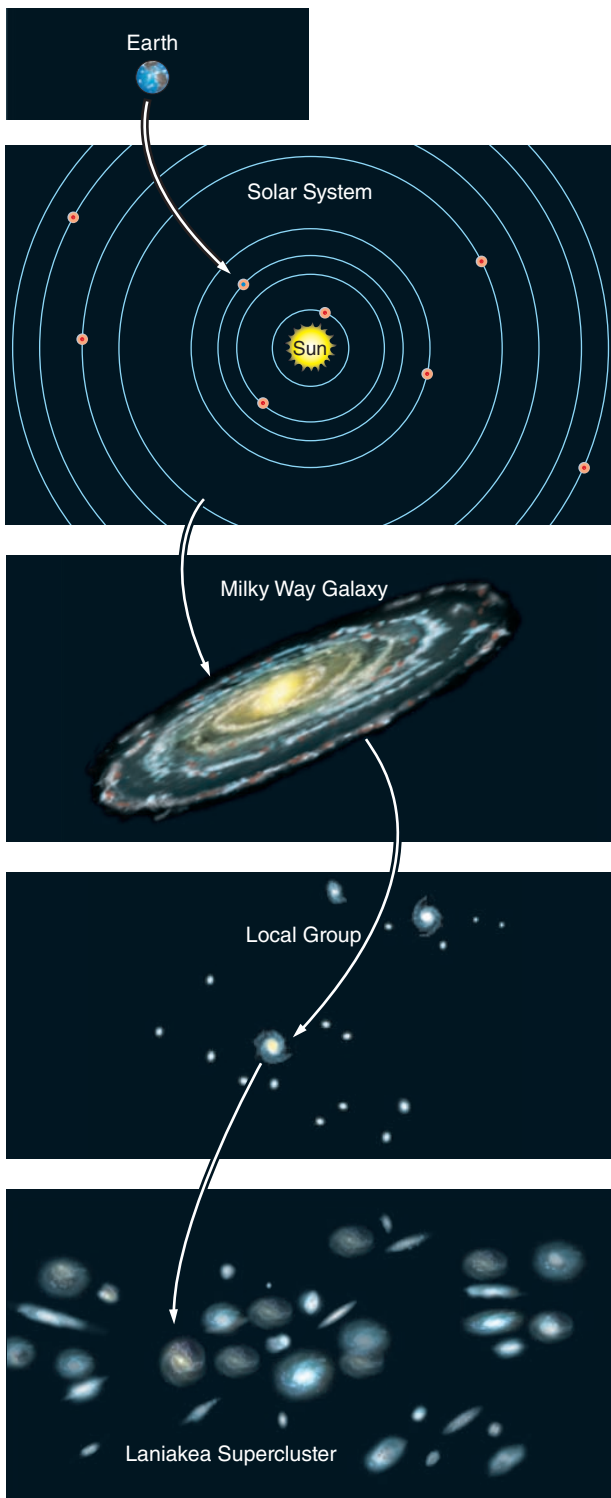 Earth
Solar System
Sun
Milky Way Galaxy
Local Group
Laniakea Supercluster